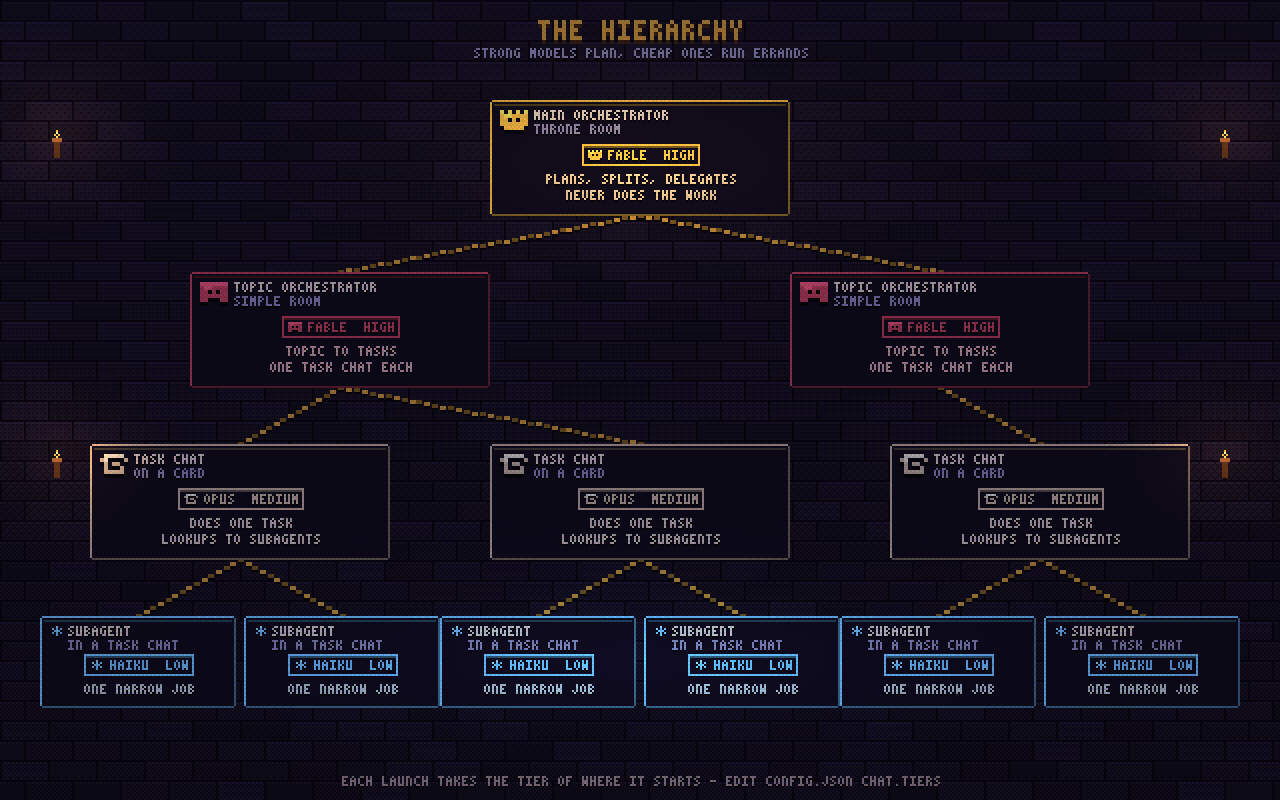 THE HIERARCHY
STRONG MODELS PLAN, CHEAP ONES RUN ERRANDS
MAIN ORCHESTRATOR
THRONE ROOM
FABLE HIGH
PLANS, SPLITS, DELEGATES
NEVER DOES THE WORK
TOPIC ORCHESTRATOR
SIMPLE ROOM
FABLE HIGH
TOPIC TO TASKS
ONE TASK CHAT EACH
TOPIC ORCHESTRATOR
SIMPLE ROOM
FABLE HIGH
TOPIC TO TASKS
ONE TASK CHAT EACH
TASK CHAT
ON A CARD
OPUS MEDIUM
DOES ONE TASK
LOOKUPS TO SUBAGENTS
TASK CHAT
ON A CARD
OPUS MEDIUM
DOES ONE TASK
LOOKUPS TO SUBAGENTS
TASK CHAT
ON A CARD
OPUS MEDIUM
DOES ONE TASK
LOOKUPS TO SUBAGENTS
SUBAGENT
IN A TASK CHAT
HAIKU LOW
ONE NARROW JOB
SUBAGENT
IN A TASK CHAT
HAIKU LOW
ONE NARROW JOB
SUBAGENT
IN A TASK CHAT
HAIKU LOW
ONE NARROW JOB
SUBAGENT
IN A TASK CHAT
HAIKU LOW
ONE NARROW JOB
SUBAGENT
IN A TASK CHAT
HAIKU LOW
ONE NARROW JOB
SUBAGENT
IN A TASK CHAT
HAIKU LOW
ONE NARROW JOB
EACH LAUNCH TAKES THE TIER OF WHERE IT STARTS - EDIT CONFIG.JSON CHAT.TIERS